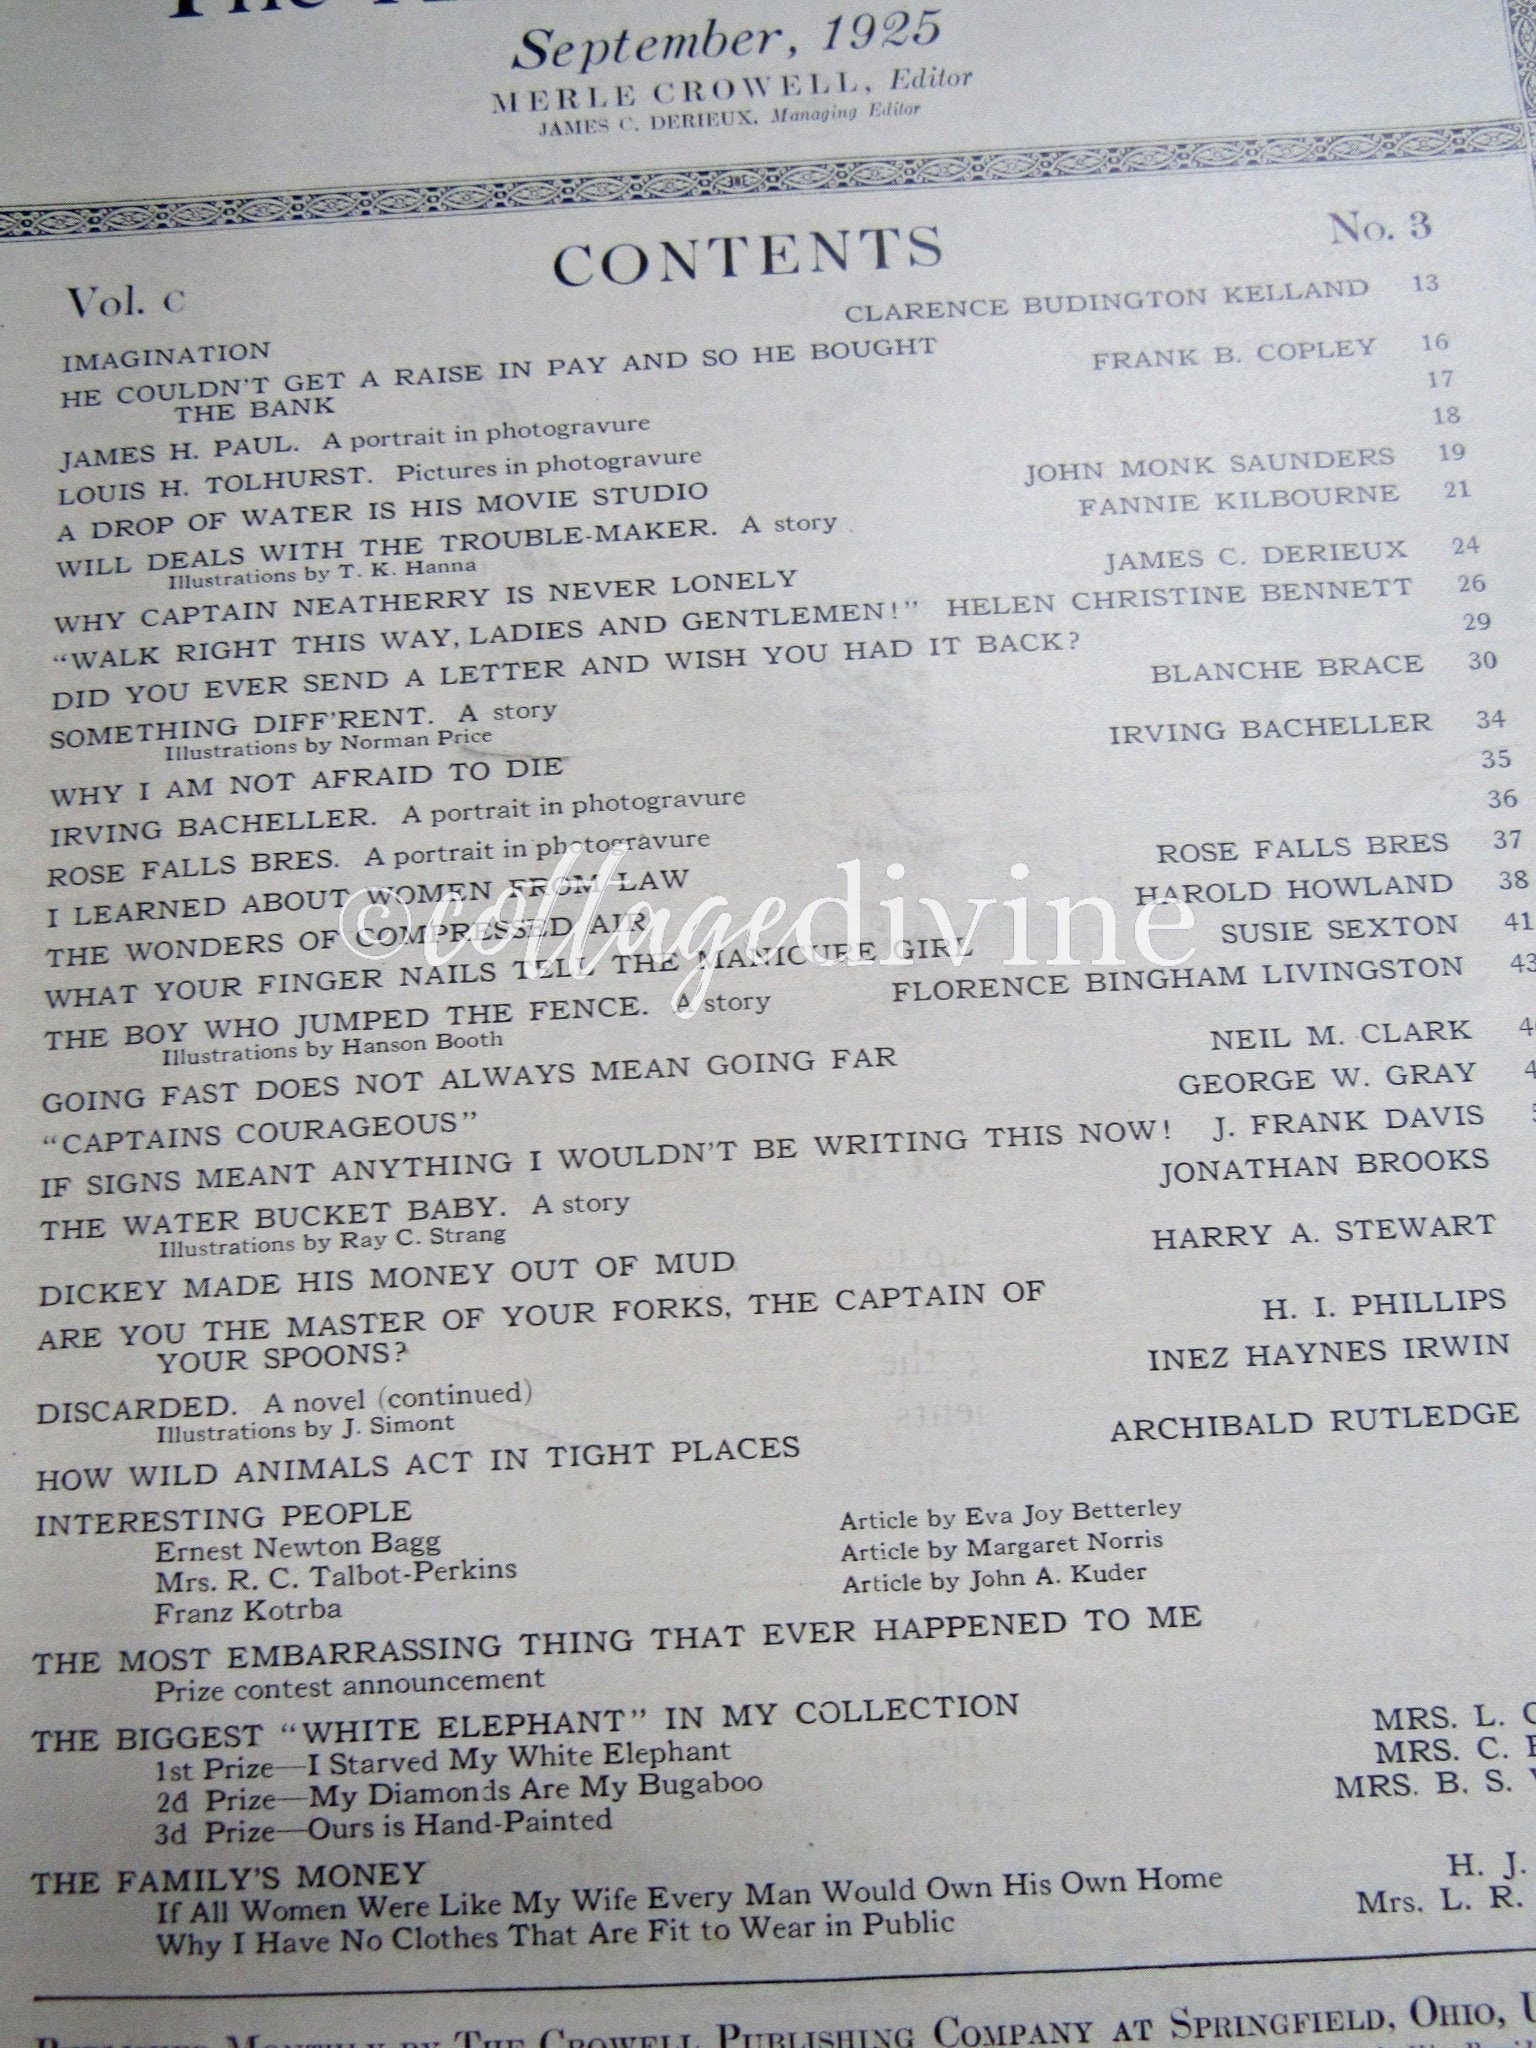 The
September, 1925
MERLE CROWELL, Editor
JAMES C. DERIEUX, Managing Editor
CONTENTS
Vol. C No. 3
IMAGINATION CLARENCE BUDINGTON KELLAND 13
HE COULDN'T GET A RAISE IN PAY AND SO HE BOUGHT
THE BANK FRANK B. COPLEY 16
JAMES H. PAUL. A portrait in photogravure 17
LOUIS H. TOLHURST. Pictures in photogravure 18
A DROP OF WATER IS HIS MOVIE STUDIO JOHN MONK SAUNDERS 19
WILL DEALS WITH THE TROUBLE-MAKER. A story FANNIE KILBOURNE 21
Illustrations by T. K. Hanna
WHY CAPTAIN NEATHERRY IS NEVER LONELY JAMES C. DERIEUX 24
"WALK RIGHT THIS WAY, LADIES AND GENTLEMEN!" HELEN CHRISTINE BENNETT 26
DID YOU EVER SEND A LETTER AND WISH YOU HAD IT BACK? 29
SOMETHING DIFF'RENT. A story BLANCHE BRACE 30
Illustrations by Norman Price
WHY I AM NOT AFRAID TO DIE IRVING BACHELLER 34
IRVING BACHELLER. A portrait in photogravure 35
ROSE FALLS BRES. A portrait in photogravure 36
I LEARNED ABOUT WOMEN FROM LAW ROSE FALLS BRES 37
THE WONDERS OF COMPRESSED AIR HAROLD HOWLAND 38
©collagedivine
WHAT YOUR FINGER NAILS TELL THE MANICURE GIRL SUSIE SEXTON 41
THE BOY WHO JUMPED THE FENCE. A story FLORENCE BINGHAM LIVINGSTON 43
Illustrations by Hanson Booth
GOING FAST DOES NOT ALWAYS MEAN GOING FAR NEIL M. CLARK
"CAPTAINS COURAGEOUS" GEORGE W. GRAY
IF SIGNS MEANT ANYTHING I WOULDN'T BE WRITING THIS NOW! J. FRANK DAVIS
THE WATER BUCKET BABY. A story JONATHAN BROOKS
Illustrations by Ray C. Strang
DICKEY MADE HIS MONEY OUT OF MUD HARRY A. STEWART
ARE YOU THE MASTER OF YOUR FORKS, THE CAPTAIN OF
YOUR SPOONS? H. I. PHILLIPS
DISCARDED. A novel (continued) INEZ HAYNES IRWIN
Illustrations by J. Simont
HOW WILD ANIMALS ACT IN TIGHT PLACES ARCHIBALD RUTLEDGE
INTERESTING PEOPLE
Ernest Newton Bagg Article by Eva Joy Betterley
Mrs. R. C. Talbot-Perkins Article by Margaret Norris
Franz Kotrba Article by John A. Kuder
THE MOST EMBARRASSING THING THAT EVER HAPPENED TO ME
Prize contest announcement
THE BIGGEST "WHITE ELEPHANT" IN MY COLLECTION
1st Prize—I Starved My White Elephant MRS. L.
2d Prize—My Diamonds Are My Bugaboo MRS. C.
3d Prize—Ours is Hand-Painted MRS. B. S.
THE FAMILY'S MONEY
If All Women Were Like My Wife Every Man Would Own His Own Home H. J.
Why I Have No Clothes That Are Fit to Wear in Public Mrs. L. R.
PUBLISHED MONTHLY BY THE CROWELL PUBLISHING COMPANY AT SPRINGFIELD, OHIO,